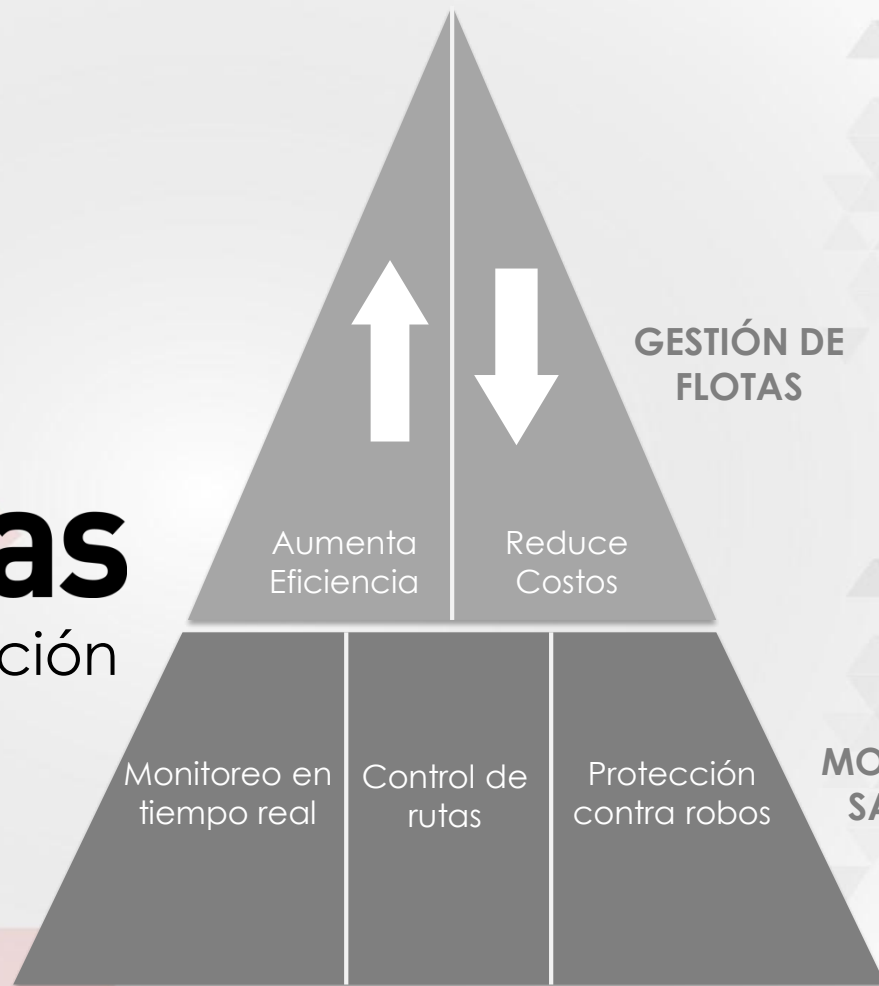 GESTIÓN DE
FLOTAS
Aumenta
Eficiencia
Reduce
Costos
as
ción
Monitoreo en
tiempo real
Control de
rutas
Protección
contra robos
MO
SA